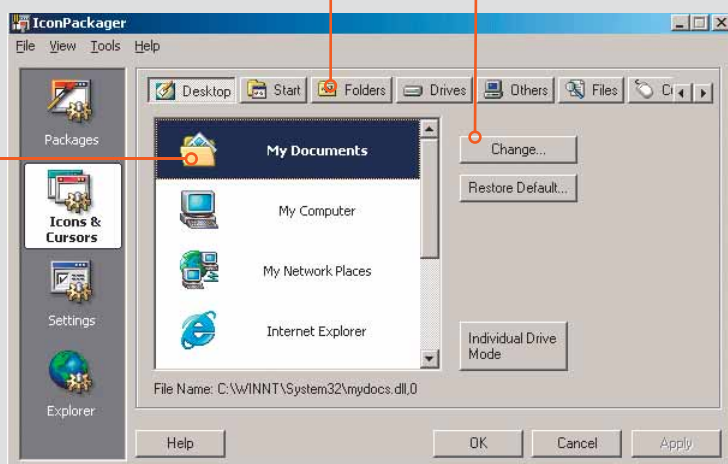 IconPackager
File View Tools Help
Packages
Icons &
Cursors
Settings
Explorer
Desktop Start Folders Drives Others Files
My Documents
My Computer
My Network Places
Internet Explorer
Change...
Restore Default...
Individual Drive
Mode
File Name: C:\WINNT\System32\mydocs.dll,0
Help OK Cancel Apply